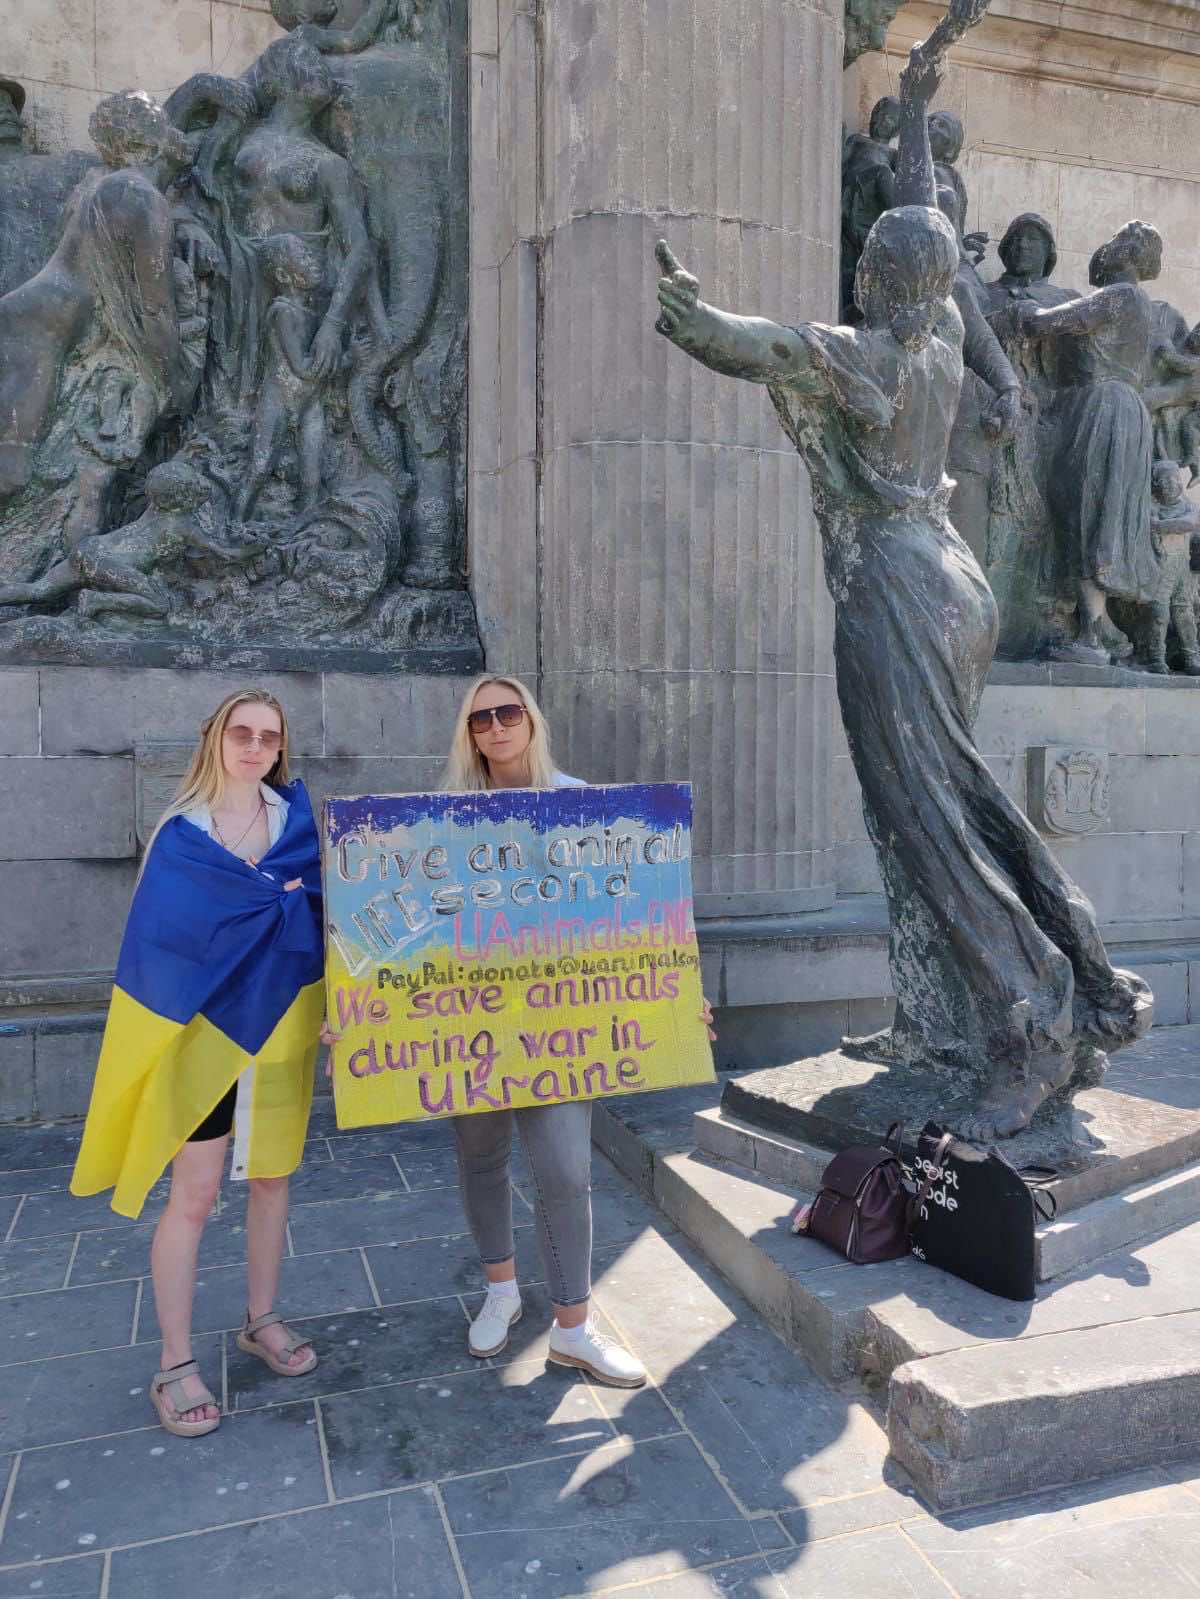 Give an animal
LIFE second
UAnimals.ENG
PayPal: donate@uanimals.org
We save animals
during war in
Ukraine